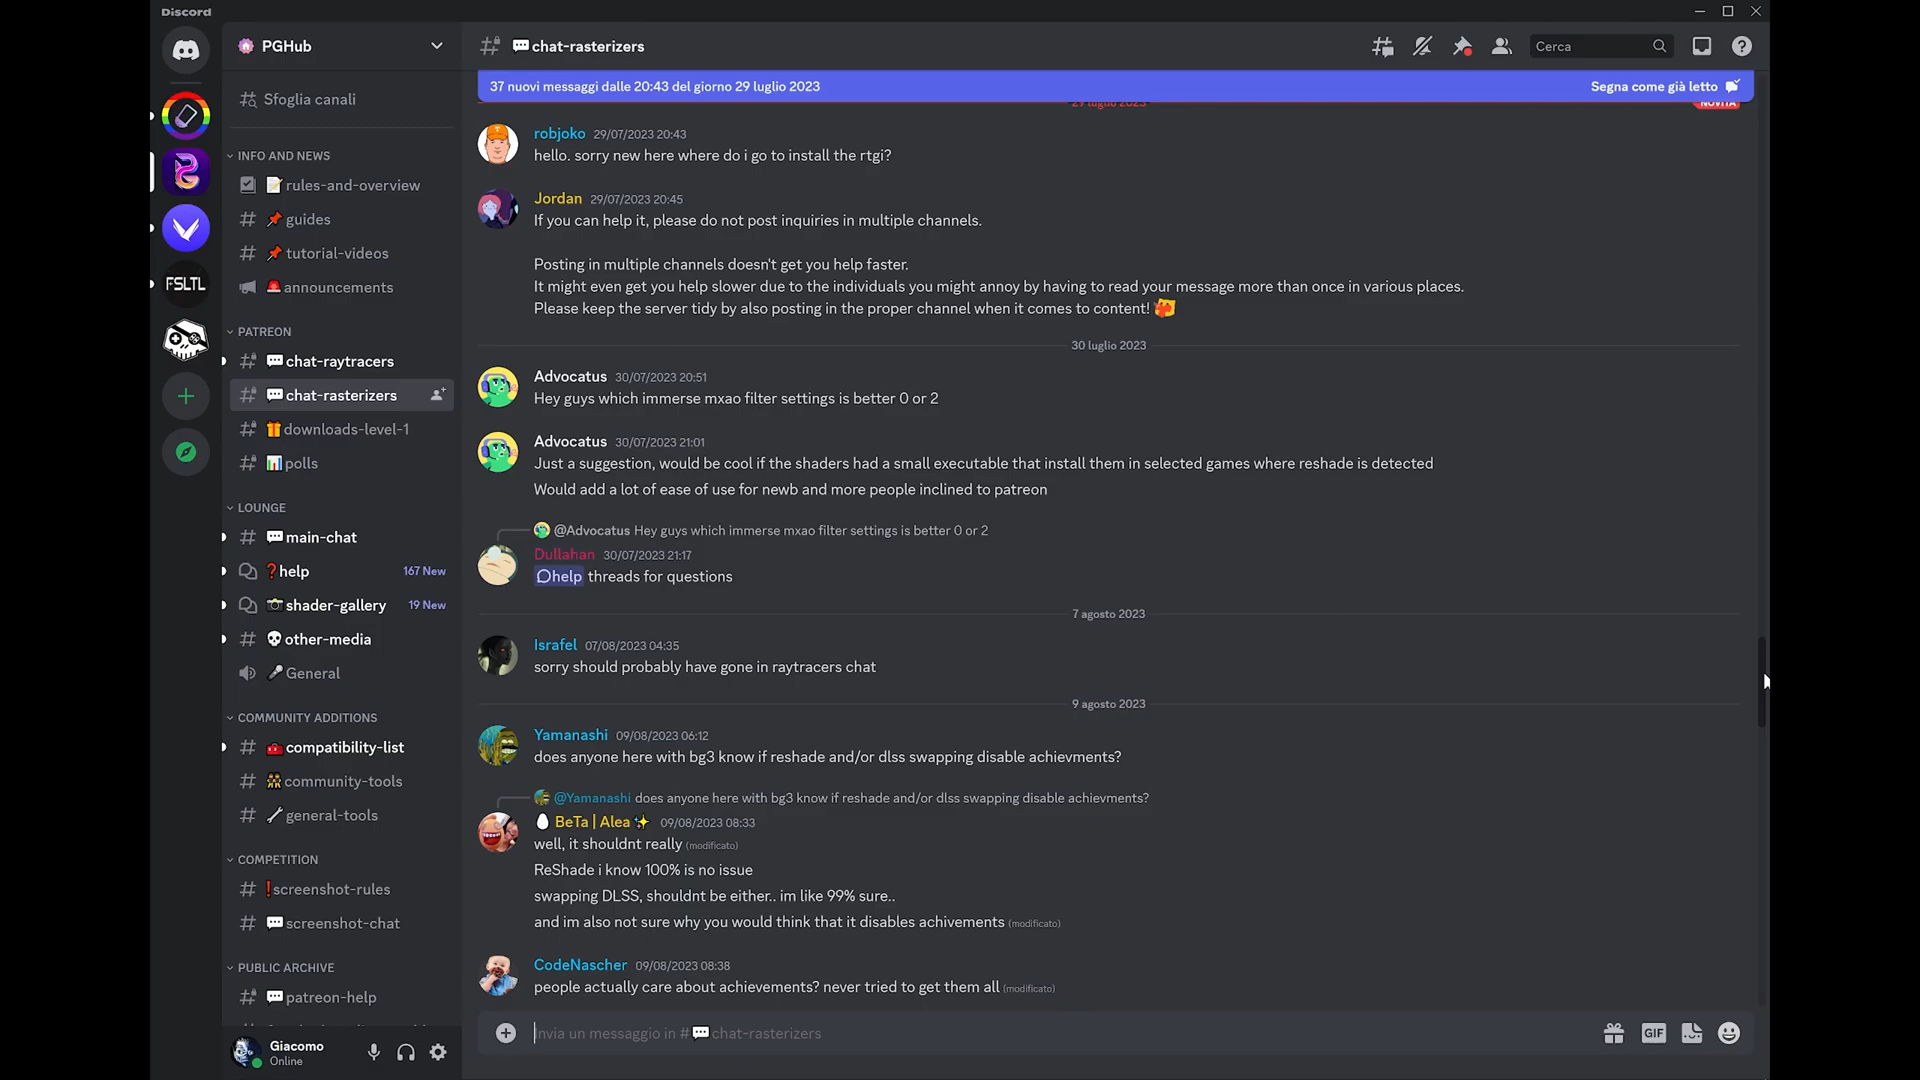 Discord
PGHub
chat-rasterizers
Cerca
Sfoglia canali
INFO AND NEWS
rules-and-overview
guides
tutorial-videos
announcements
PATREON
chat-raytracers
chat-rasterizers
downloads-level-1
polls
LOUNGE
main-chat
help
167 New
shader-gallery
19 New
other-media
General
COMMUNITY ADDITIONS
compatibility-list
community-tools
general-tools
COMPETITION
screenshot-rules
screenshot-chat
PUBLIC ARCHIVE
patreon-help
Giacomo
Online
FSLTL
37 nuovi messaggi dalle 20:43 del giorno 29 luglio 2023
Segna come già letto
29 luglio 2023
NOVITÀ
robjoko 29/07/2023 20:43
hello. sorry new here where do i go to install the rtgi?
Jordan 29/07/2023 20:45
If you can help it, please do not post inquiries in multiple channels.
Posting in multiple channels doesn't get you help faster.
It might even get you help slower due to the individuals you might annoy by having to read your message more than once in various places.
Please keep the server tidy by also posting in the proper channel when it comes to content!
30 luglio 2023
Advocatus 30/07/2023 20:51
Hey guys which immerse mxao filter settings is better 0 or 2
Advocatus 30/07/2023 21:01
Just a suggestion, would be cool if the shaders had a small executable that install them in selected games where reshade is detected
Would add a lot of ease of use for newb and more people inclined to patreon
@Advocatus Hey guys which immerse mxao filter settings is better 0 or 2
Dullahan 30/07/2023 21:17
help threads for questions
7 agosto 2023
Israfel 07/08/2023 04:35
sorry should probably have gone in raytracers chat
9 agosto 2023
Yamanashi 09/08/2023 06:12
does anyone here with bg3 know if reshade and/or dlss swapping disable achievments?
@Yamanashi does anyone here with bg3 know if reshade and/or dlss swapping disable achievments?
BeTa | Alea 09/08/2023 08:33
well, it shouldnt really (modificato)
ReShade i know 100% is no issue
swapping DLSS, shouldnt be either.. im like 99% sure..
and im also not sure why you would think that it disables achivements (modificato)
CodeNascher 09/08/2023 08:38
people actually care about achievements? never tried to get them all (modificato)
Invia un messaggio in # chat-rasterizers
GIF